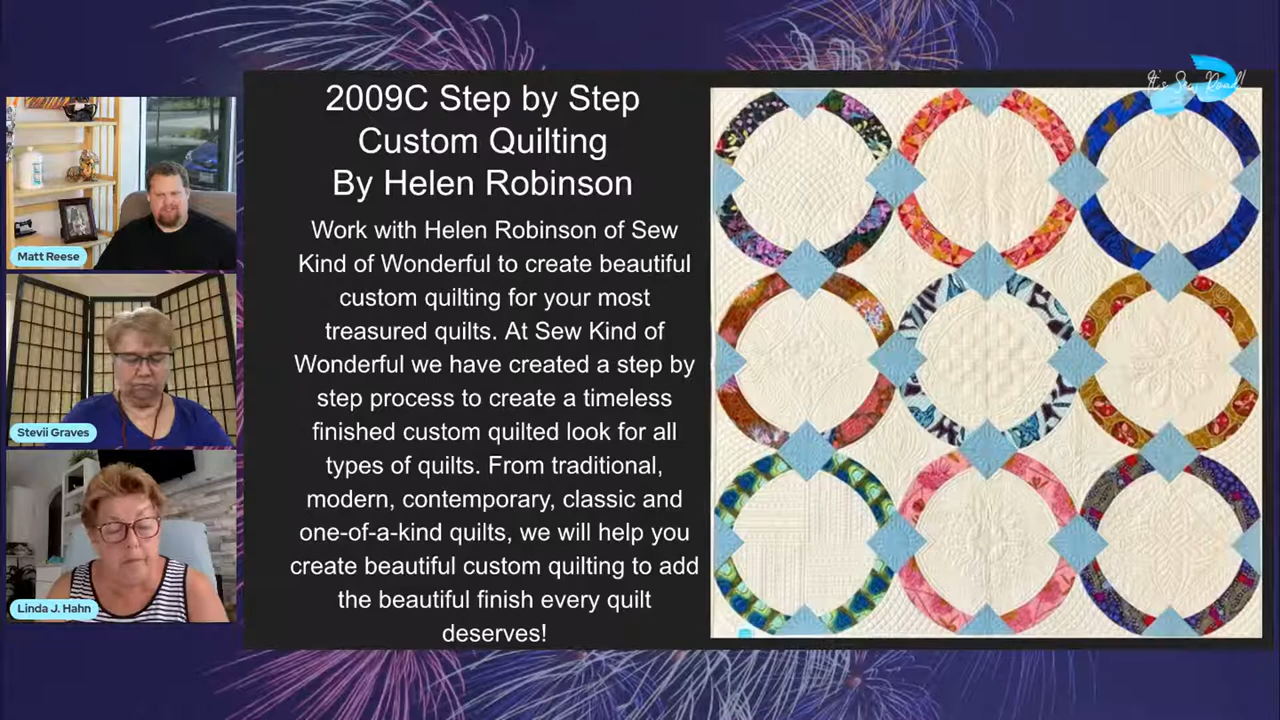 2009C Step by Step
Custom Quilting
By Helen Robinson
Work with Helen Robinson of Sew
Kind of Wonderful to create beautiful
custom quilting for your most
treasured quilts. At Sew Kind of
Wonderful we have created a step by
step process to create a timeless
finished custom quilted look for all
types of quilts. From traditional,
modern, contemporary, classic and
one-of-a-kind quilts, we will help you
create beautiful custom quilting to add
the beautiful finish every quilt
deserves!
It's Sew Road!
Matt Reese
Stevii Graves
Linda J. Hahn